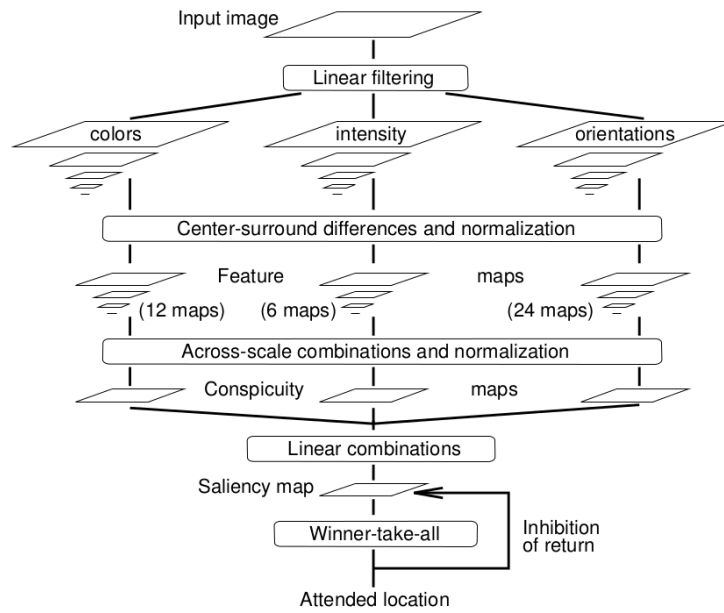 Input image
Linear filtering
colors intensity orientations
Center-surround differences and normalization
Feature maps
(12 maps) (6 maps) (24 maps)
Across-scale combinations and normalization
Conspicuity maps
Linear combinations
Saliency map
Winner-take-all
Inhibition
of return
Attended location